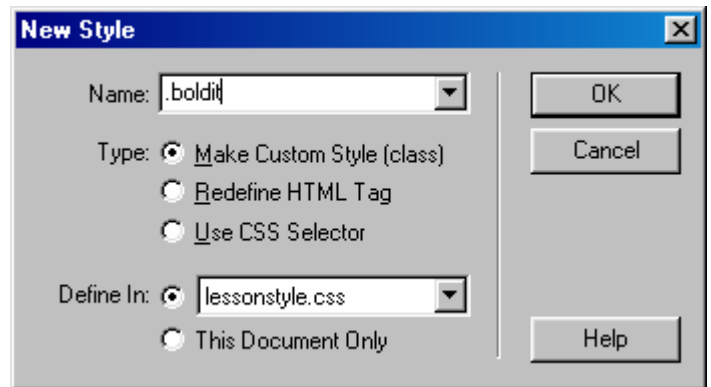 New Style
Name: .boldit
OK
Type: Make Custom Style (class)
Cancel
Redefine HTML Tag
Use CSS Selector
Define In: lessonstyle.css
This Document Only
Help